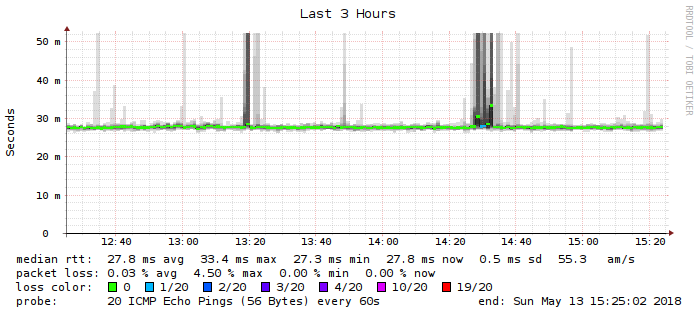 Last 3 Hours
RRDTOOL / TOBI OETIKER
Seconds
50 m
40 m
30 m
20 m
10 m
0
12:40 13:00 13:20 13:40 14:00 14:20 14:40 15:00 15:20
median rtt: 27.8 ms avg 33.4 ms max 27.3 ms min 27.8 ms now 0.5 ms sd 55.3 am/s
packet loss: 0.03 % avg 4.50 % max 0.00 % min 0.00 % now
loss color: 0 1/20 2/20 3/20 4/20 10/20 19/20
probe: 20 ICMP Echo Pings (56 Bytes) every 60s end: Sun May 13 15:25:02 2018